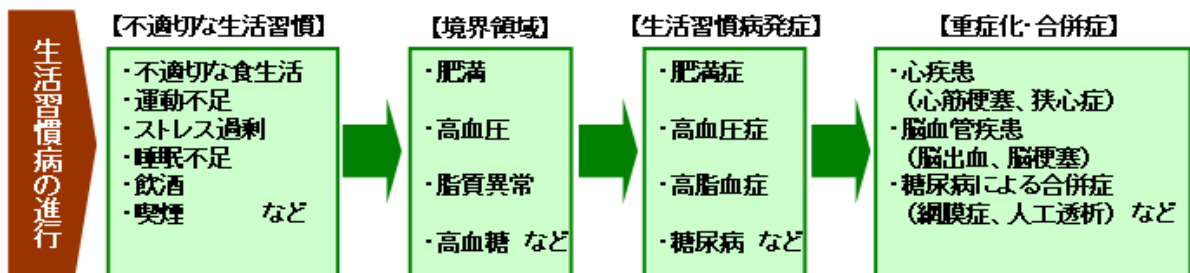 生活習慣病の進行
【不適切な生活習慣】
・不適切な食生活
・運動不足
・ストレス過剰
・睡眠不足
・飲酒
・喫煙 など
【境界領域】
・肥満
・高血圧
・脂質異常
・高血糖 など
【生活習慣病発症】
・肥満症
・高血圧症
・高脂血症
・糖尿病 など
【重症化・合併症】
・心疾患
（心筋梗塞、狭心症）
・脳血管疾患
（脳出血、脳梗塞）
・糖尿病による合併症
（網膜症、人工透析） など